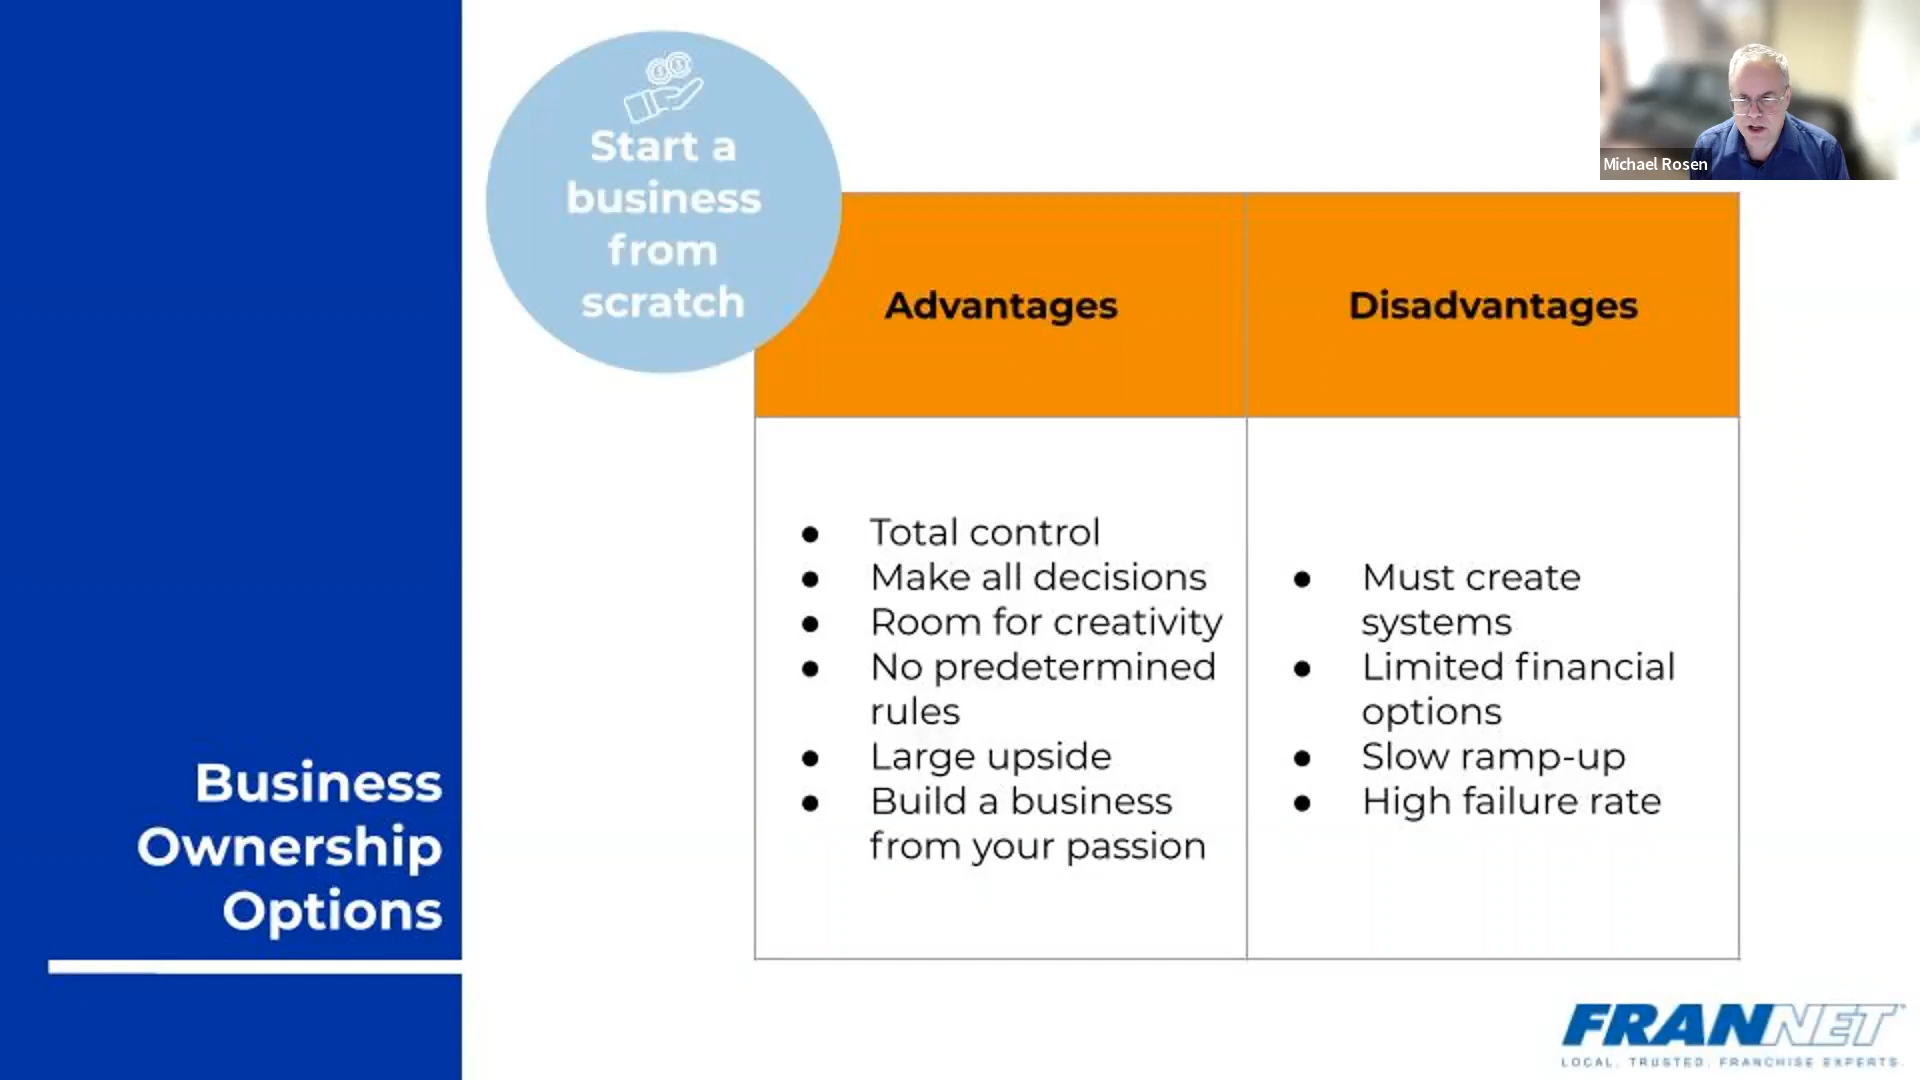 Michael Rosen
Start a
business
from
scratch
Advantages
Disadvantages
● Total control
● Make all decisions
● Room for creativity
● No predetermined
rules
● Large upside
● Build a business
from your passion
● Must create
systems
● Limited financial
options
● Slow ramp-up
● High failure rate
Business
Ownership
Options
FRANNET™
LOCAL. TRUSTED. FRANCHISE EXPERTS.